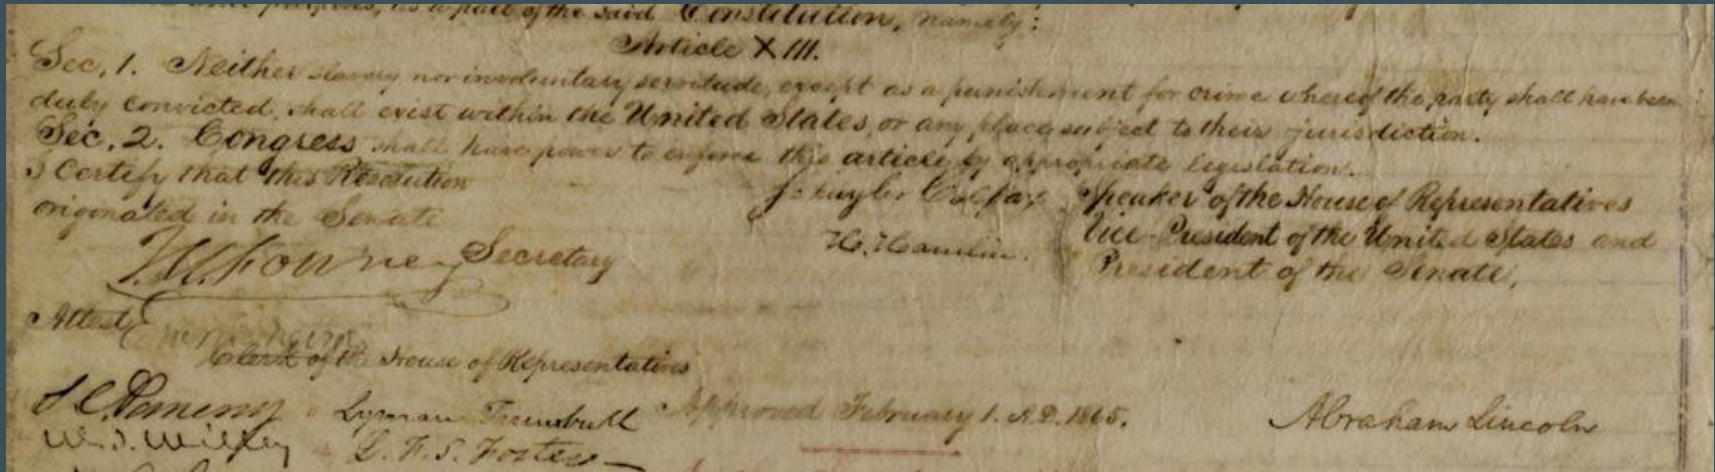 purposes, as a part of the said Constitution, namely:
Article XIII.
Sec. 1. Neither slavery nor involuntary servitude, except as a punishment for crime whereof the party shall have been
duly convicted, shall exist within the United States, or any place subject to their jurisdiction.
Sec. 2. Congress shall have power to enforce this article by appropriate legislation.
I Certify that this Resolution
originated in the Senate
Schuyler Colfax Speaker of the House of Representatives
H. Hamlin. Vice-President of the United States and
President of the Senate.
J. W. Forney Secretary
Attest
Clerk of the House of Representatives
S C Pomeroy Lyman Trumbull Approved February 1. A.D. 1865. Abraham Lincoln
W. T. Willey L. F. S. Foster